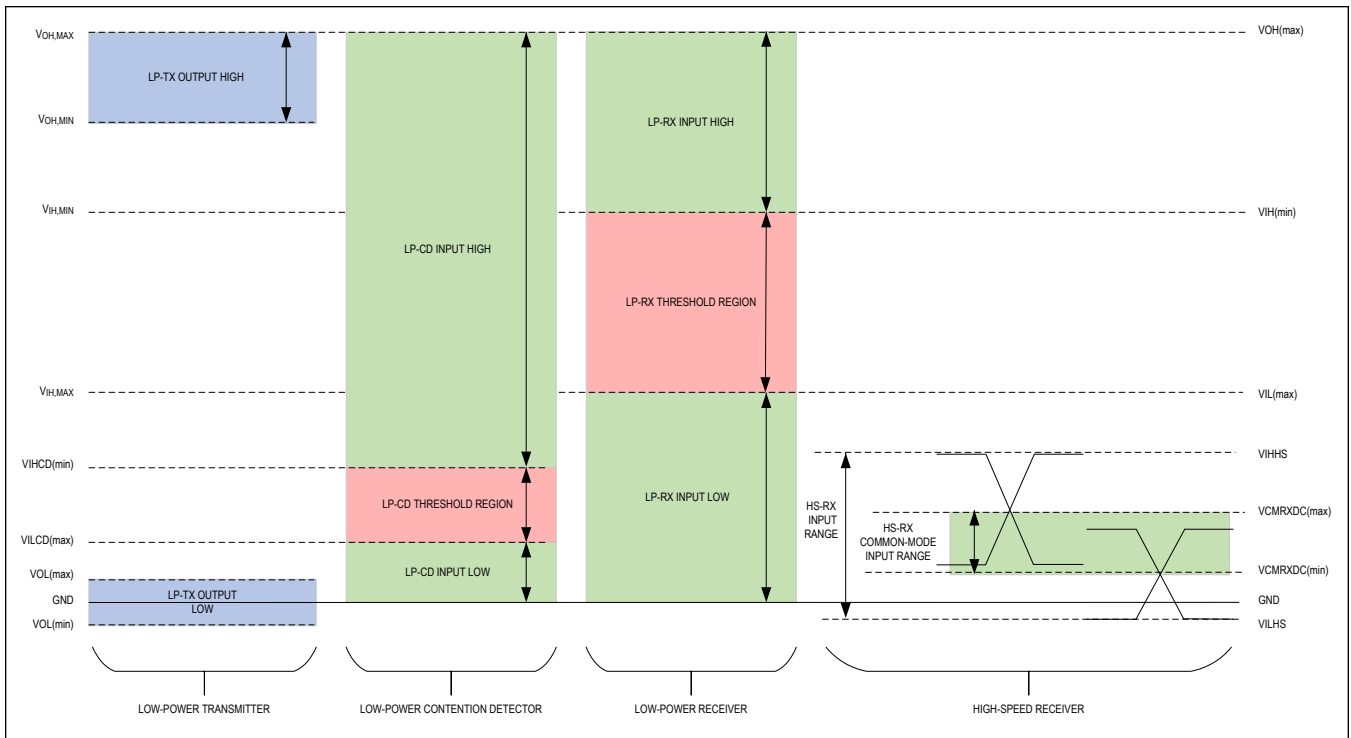 VOH,MAX
VOH,MIN
VIH,MIN
VIH,MAX
VIHCD(min)
VILCD(max)
VOL(max)
GND
VOL(min)
LP-TX OUTPUT HIGH
LP-TX OUTPUT
LOW
LP-CD INPUT HIGH
LP-CD THRESHOLD REGION
LP-CD INPUT LOW
LP-RX INPUT HIGH
LP-RX THRESHOLD REGION
LP-RX INPUT LOW
HS-RX
INPUT
RANGE
HS-RX
COMMON-MODE
INPUT RANGE
VOH(max)
VIH(min)
VIL(max)
VIHHS
VCMRXDC(max)
VCMRXDC(min)
GND
VILHS
LOW-POWER TRANSMITTER
LOW-POWER CONTENTION DETECTOR
LOW-POWER RECEIVER
HIGH-SPEED RECEIVER